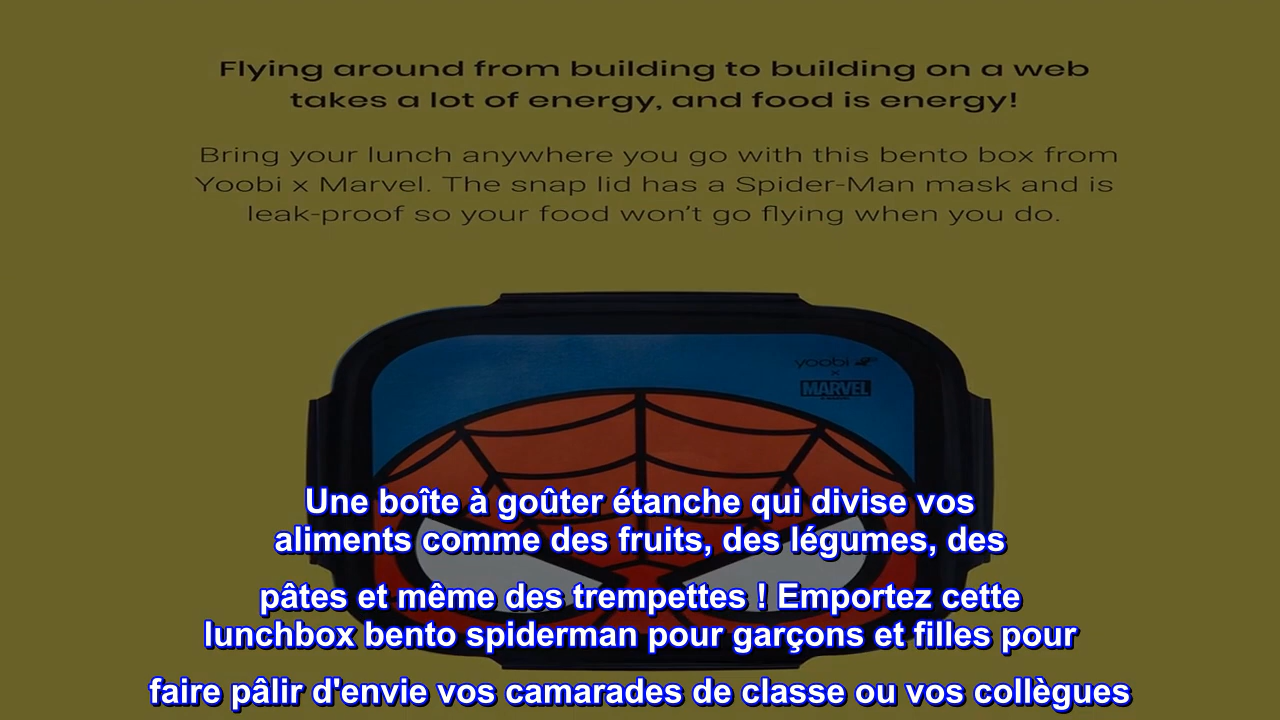 Flying around from building to building on a web
takes a lot of energy, and food is energy!
Bring your lunch anywhere you go with this bento box from
Yoobi x Marvel. The snap lid has a Spider-Man mask and is
leak-proof so your food won't go flying when you do.
yoobi
x
MARVEL
Une boîte à goûter étanche qui divise vos
aliments comme des fruits, des légumes, des
pâtes et même des trempettes ! Emportez cette
lunchbox bento spiderman pour garçons et filles pour
faire pâlir d'envie vos camarades de classe ou vos collègues